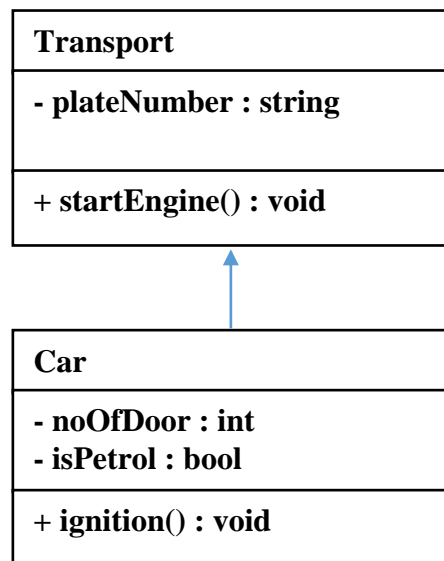 Transport
- plateNumber : string
+ startEngine() : void
Car
- noOfDoor : int
- isPetrol : bool
+ ignition() : void